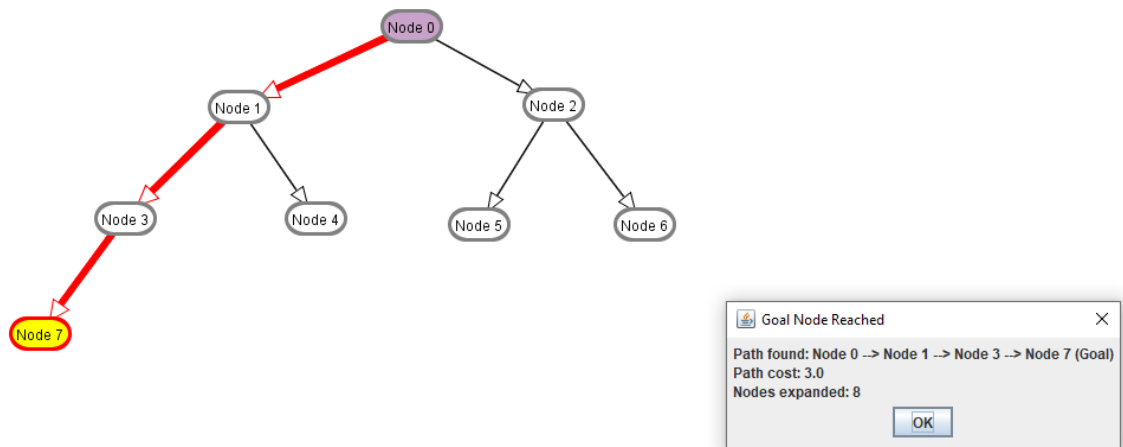 Node 0
Node 1
Node 2
Node 3
Node 4
Node 5
Node 6
Node 7
Goal Node Reached
Path found: Node 0 --> Node 1 --> Node 3 --> Node 7 (Goal)
Path cost: 3.0
Nodes expanded: 8
OK